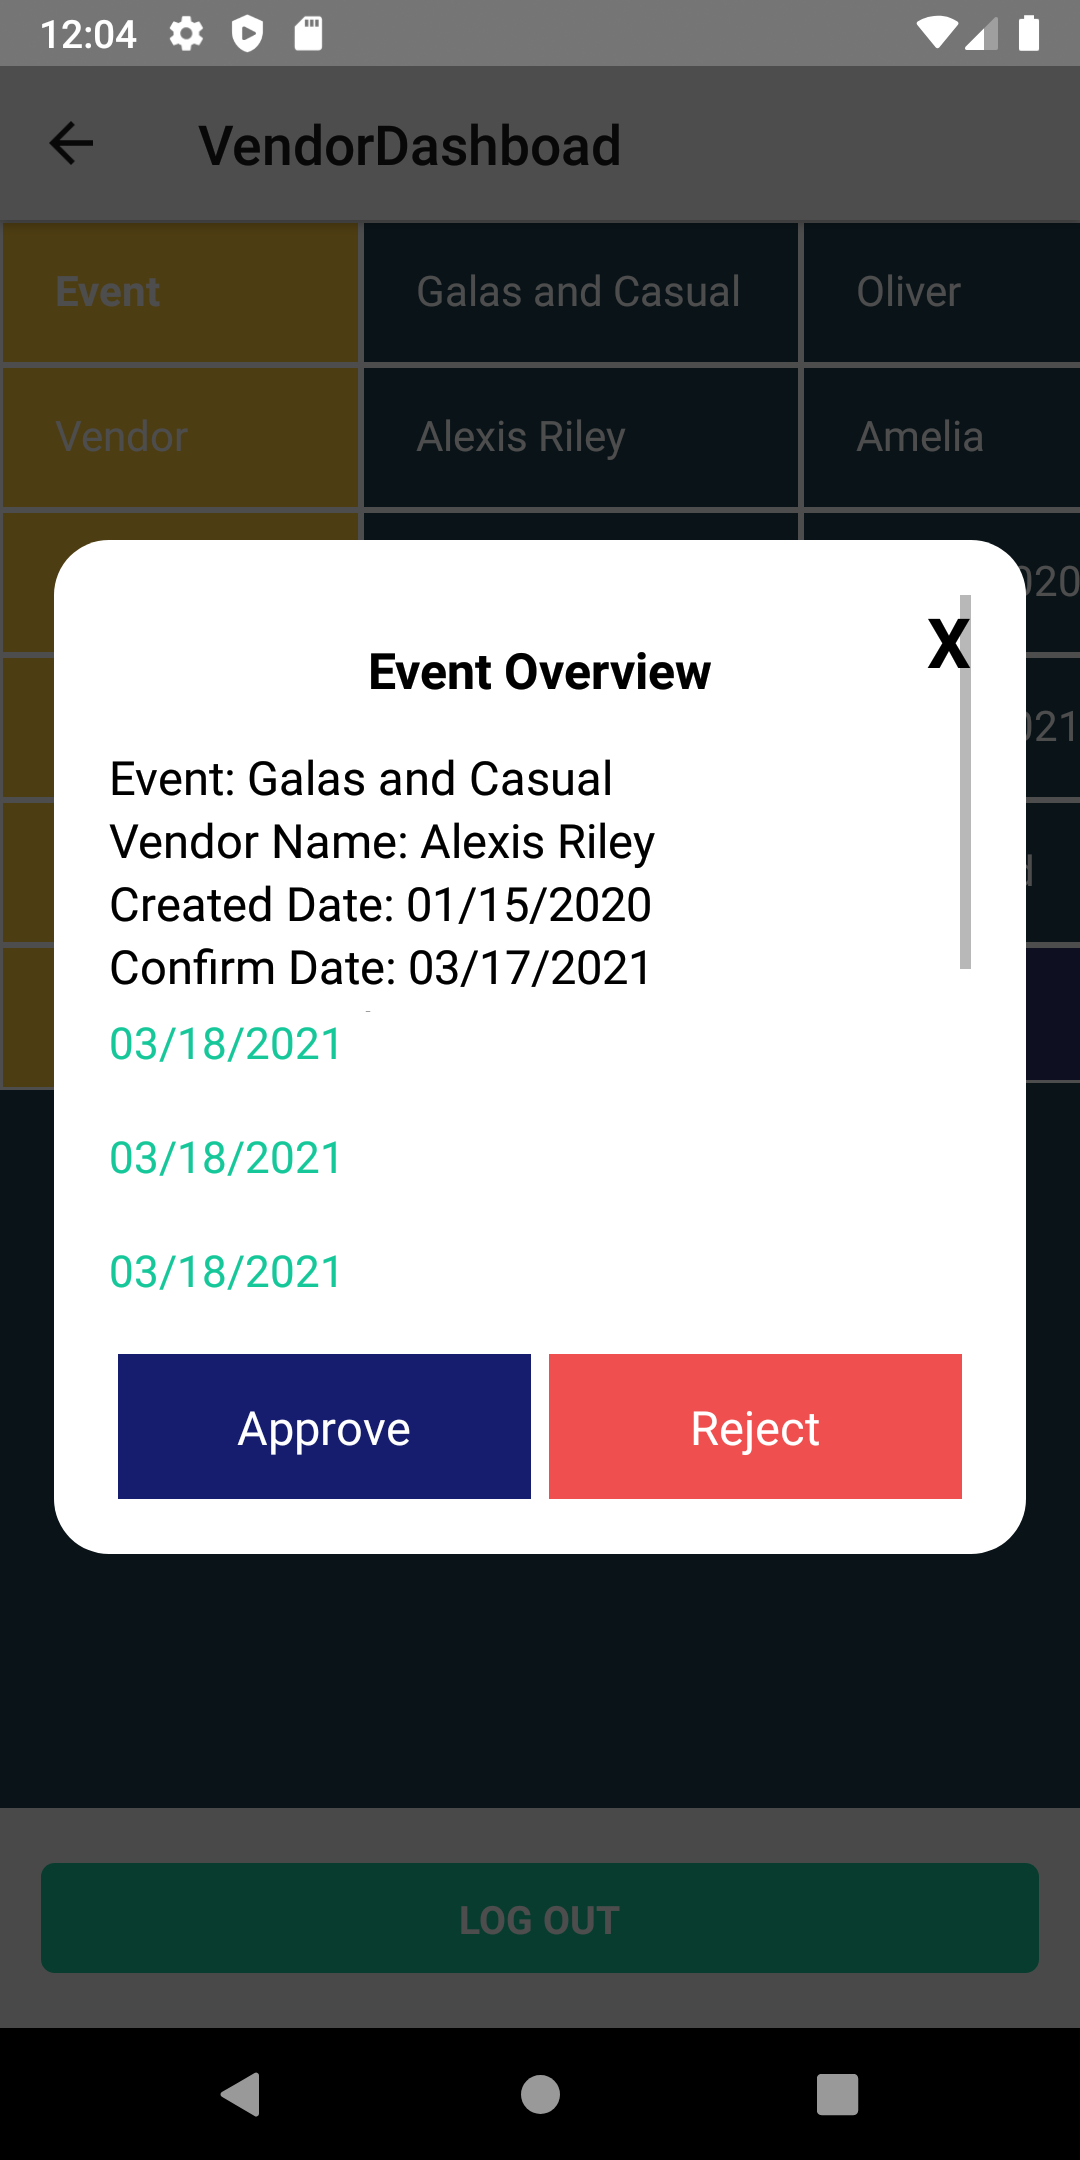 12:04
VendorDashboad
Event
Galas and Casual
Oliver
Vendor
Alexis Riley
Amelia
020
021
X
Event Overview
Event: Galas and Casual
Vendor Name: Alexis Riley
Created Date: 01/15/2020
Confirm Date: 03/17/2021
03/18/2021
03/18/2021
03/18/2021
Approve
Reject
LOG OUT